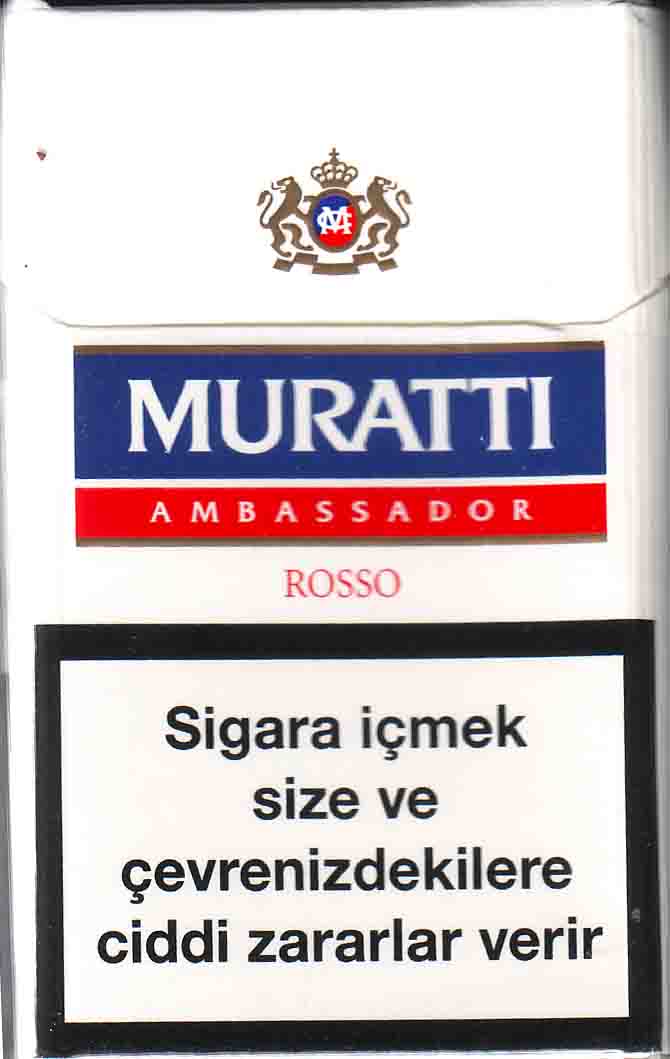 MURATTI
AMBASSADOR
ROSSO
Sigara içmek
size ve
çevrenizdekilere
ciddi zararlar verir